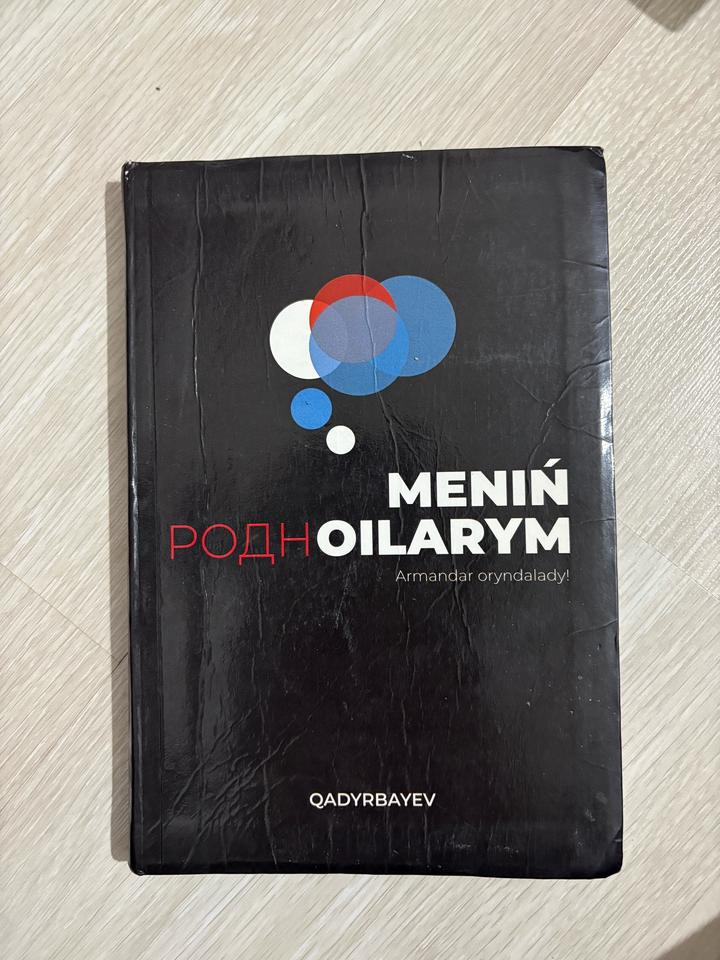 MENIŃ
РОДНOILARYM
Armandar oryndalady!
QADYRBAYEV